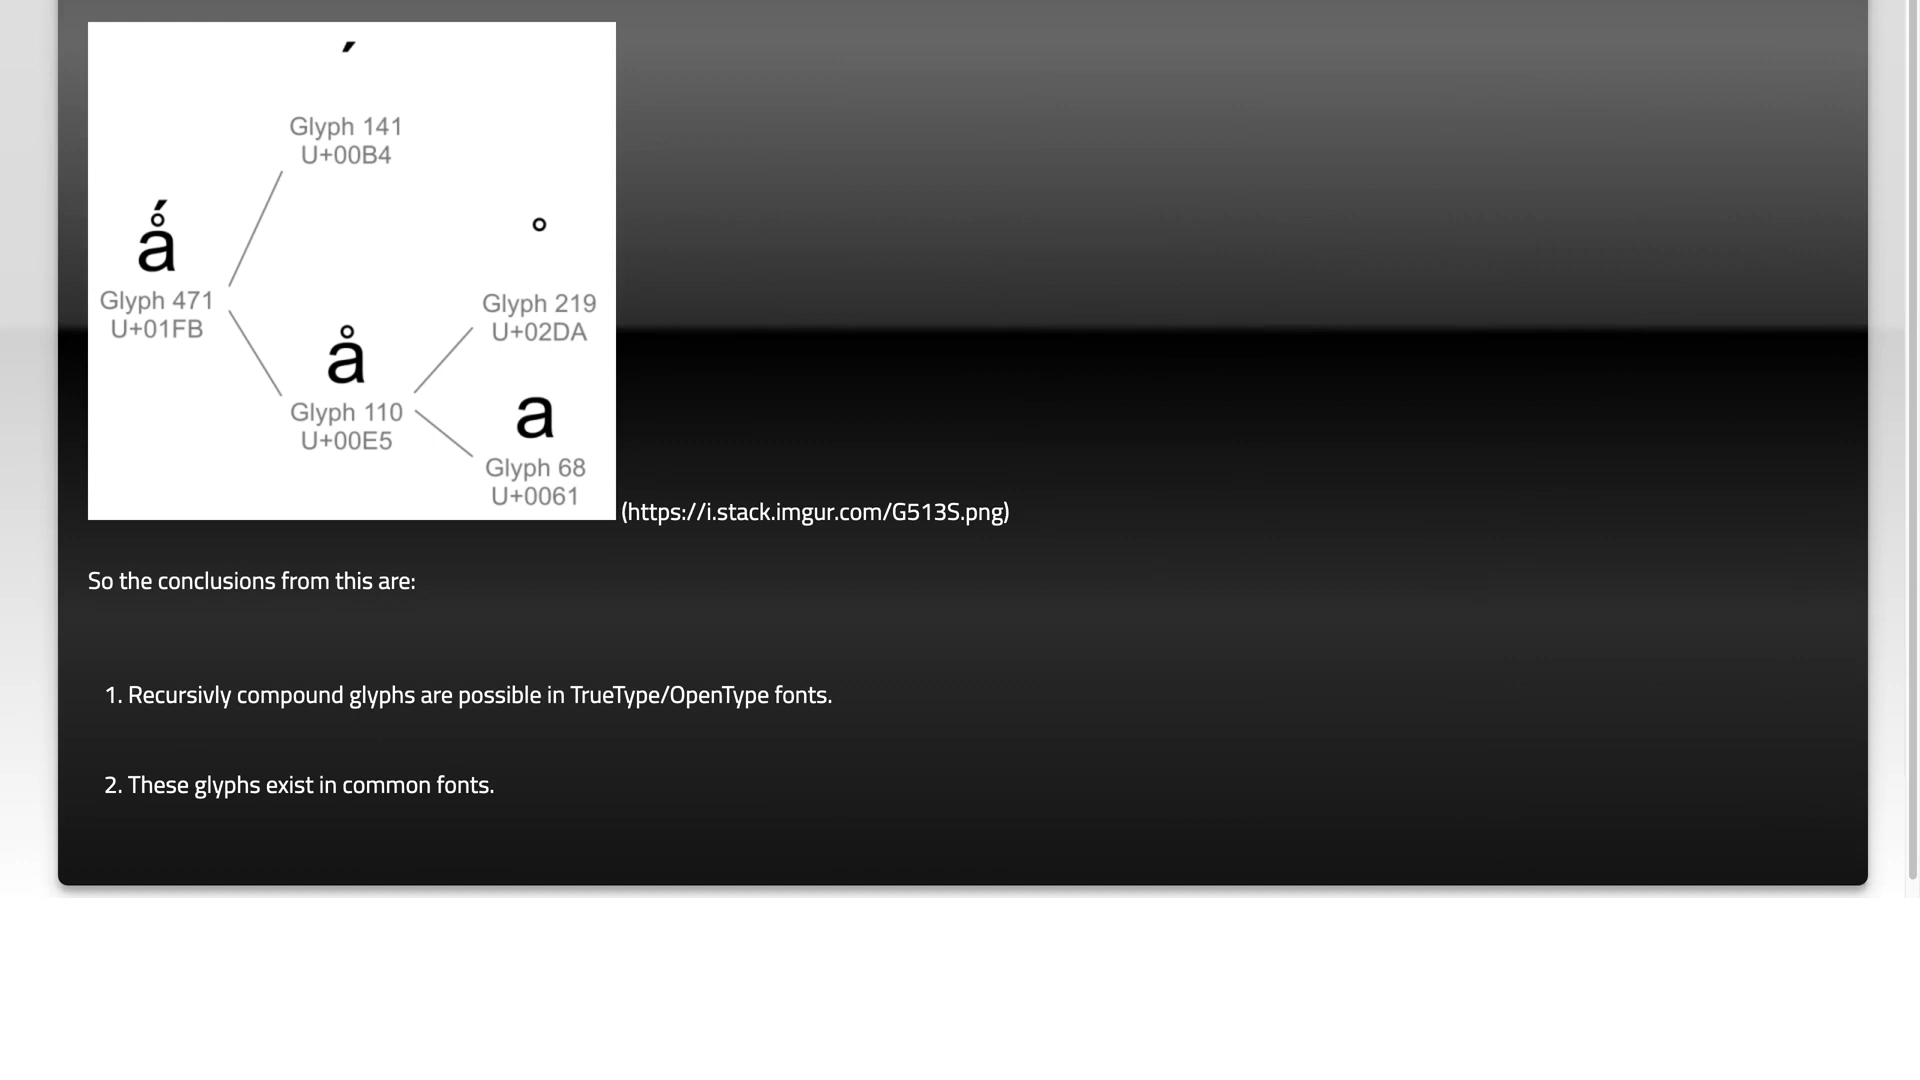 ´
Glyph 141
U+00B4
ǻ
Glyph 471
U+01FB
˚
Glyph 219
U+02DA
å
Glyph 110
U+00E5
a
Glyph 68
U+0061
(https://i.stack.imgur.com/G513S.png)
So the conclusions from this are:
1. Recursivly compound glyphs are possible in TrueType/OpenType fonts.
2. These glyphs exist in common fonts.